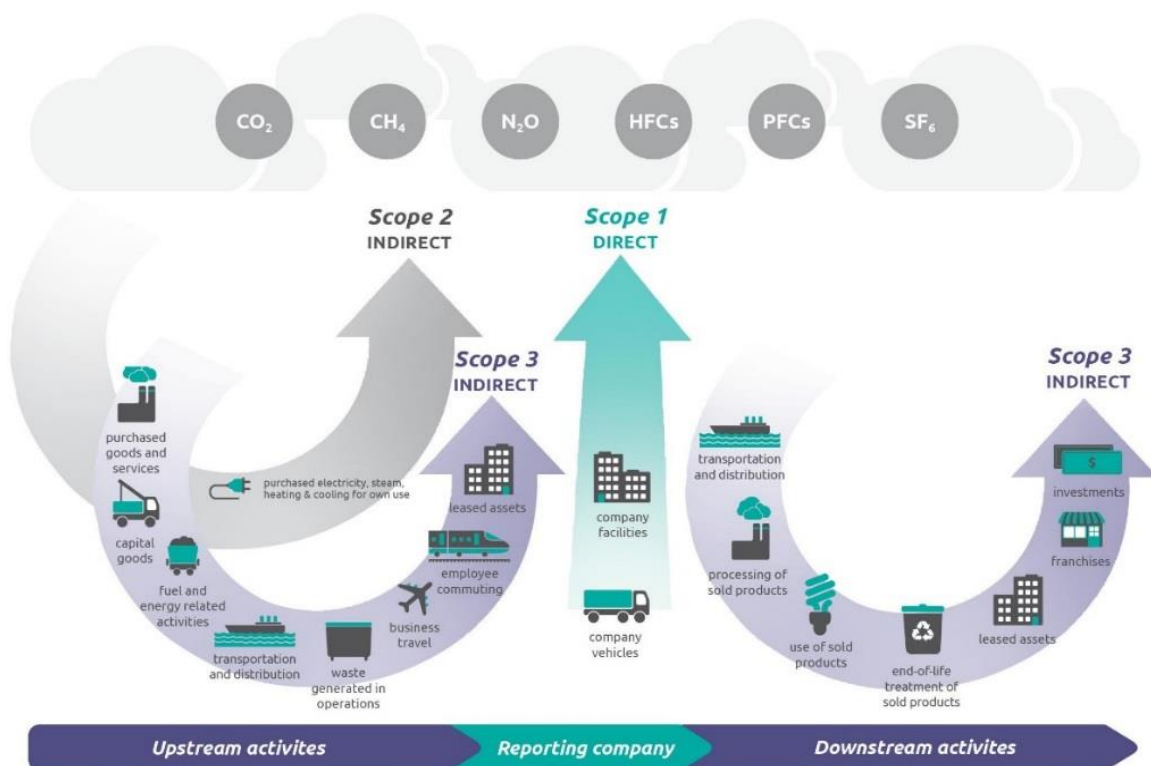 CO₂
CH₄
N₂O
HFCs
PFCs
SF₆
Scope 2
INDIRECT
Scope 1
DIRECT
Scope 3
INDIRECT
Scope 3
INDIRECT
purchased
goods and
services
capital
goods
fuel and
energy related
activities
purchased electricity, steam,
heating & cooling for own use
transportation
and distribution
waste
generated in
operations
business
travel
employee
commuting
leased assets
company
facilities
company
vehicles
transportation
and distribution
processing of
sold products
use of sold
products
end-of-life
treatment of
sold products
leased assets
franchises
$
investments
Upstream activites
Reporting company
Downstream activites